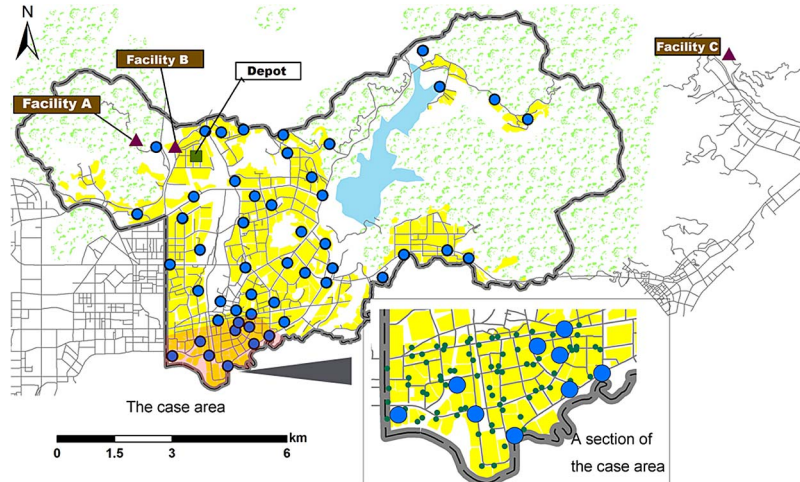 N
Facility B
Depot
Facility A
Facility C
The case area
0 1.5 3 6
km
A section of
the case area